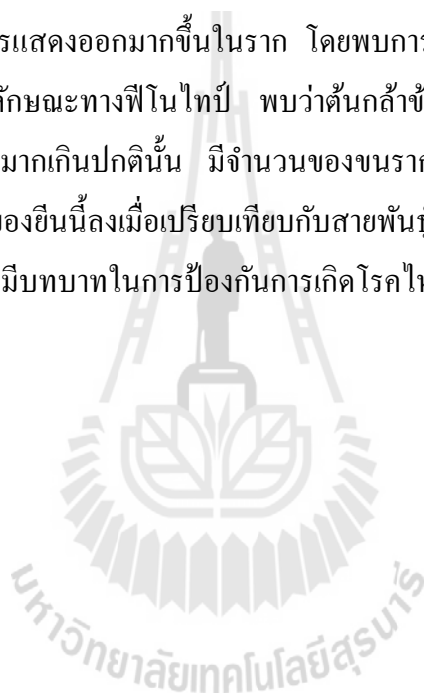 รแสดงออกมากขึ้นในราก โดยพบการ
ลักษณะทางฟีโนไทป์ พบว่าต้นกล้าข้
มากเกินปกตินั้น มีจำนวนของขนราก
ของยีนนี้ลงเมื่อเปรียบเทียบกับสายพันธุ์
มีบทบาทในการป้องกันการเกิดโรคไห
มหาวิทยาลัยเทคโนโลยีสุรนารี